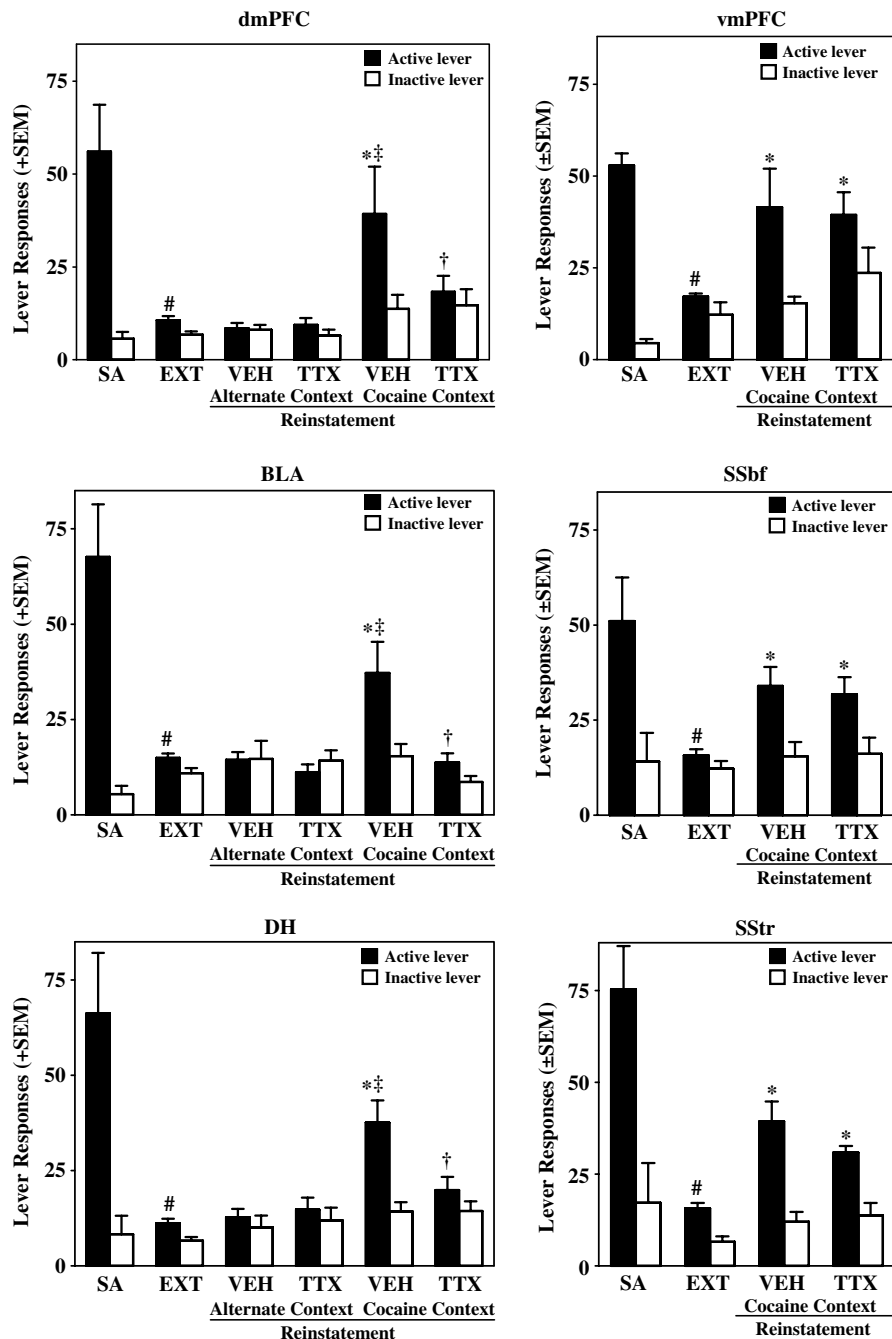 dmPFC
Active lever
Inactive lever
Lever Responses (+SEM)
75
50
25
0
*‡
#
†
SA EXT VEH TTX VEH TTX
Alternate Context Cocaine Context
Reinstatement
vmPFC
Active lever
Inactive lever
Lever Responses (±SEM)
75
50
25
0
* *
#
SA EXT VEH TTX
Cocaine Context
Reinstatement
BLA
Active lever
Inactive lever
Lever Responses (+SEM)
75
50
25
0
*‡
#
†
SA EXT VEH TTX VEH TTX
Alternate Context Cocaine Context
Reinstatement
SSbf
Active lever
Inactive lever
Lever Responses (±SEM)
75
50
25
0
* *
#
SA EXT VEH TTX
Cocaine Context
Reinstatement
DH
Active lever
Inactive lever
Lever Responses (+SEM)
75
50
25
0
*‡
#
†
SA EXT VEH TTX VEH TTX
Alternate Context Cocaine Context
Reinstatement
SStr
Active lever
Inactive lever
Lever Responses (±SEM)
75
50
25
0
* *
#
SA EXT VEH TTX
Cocaine Context
Reinstatement